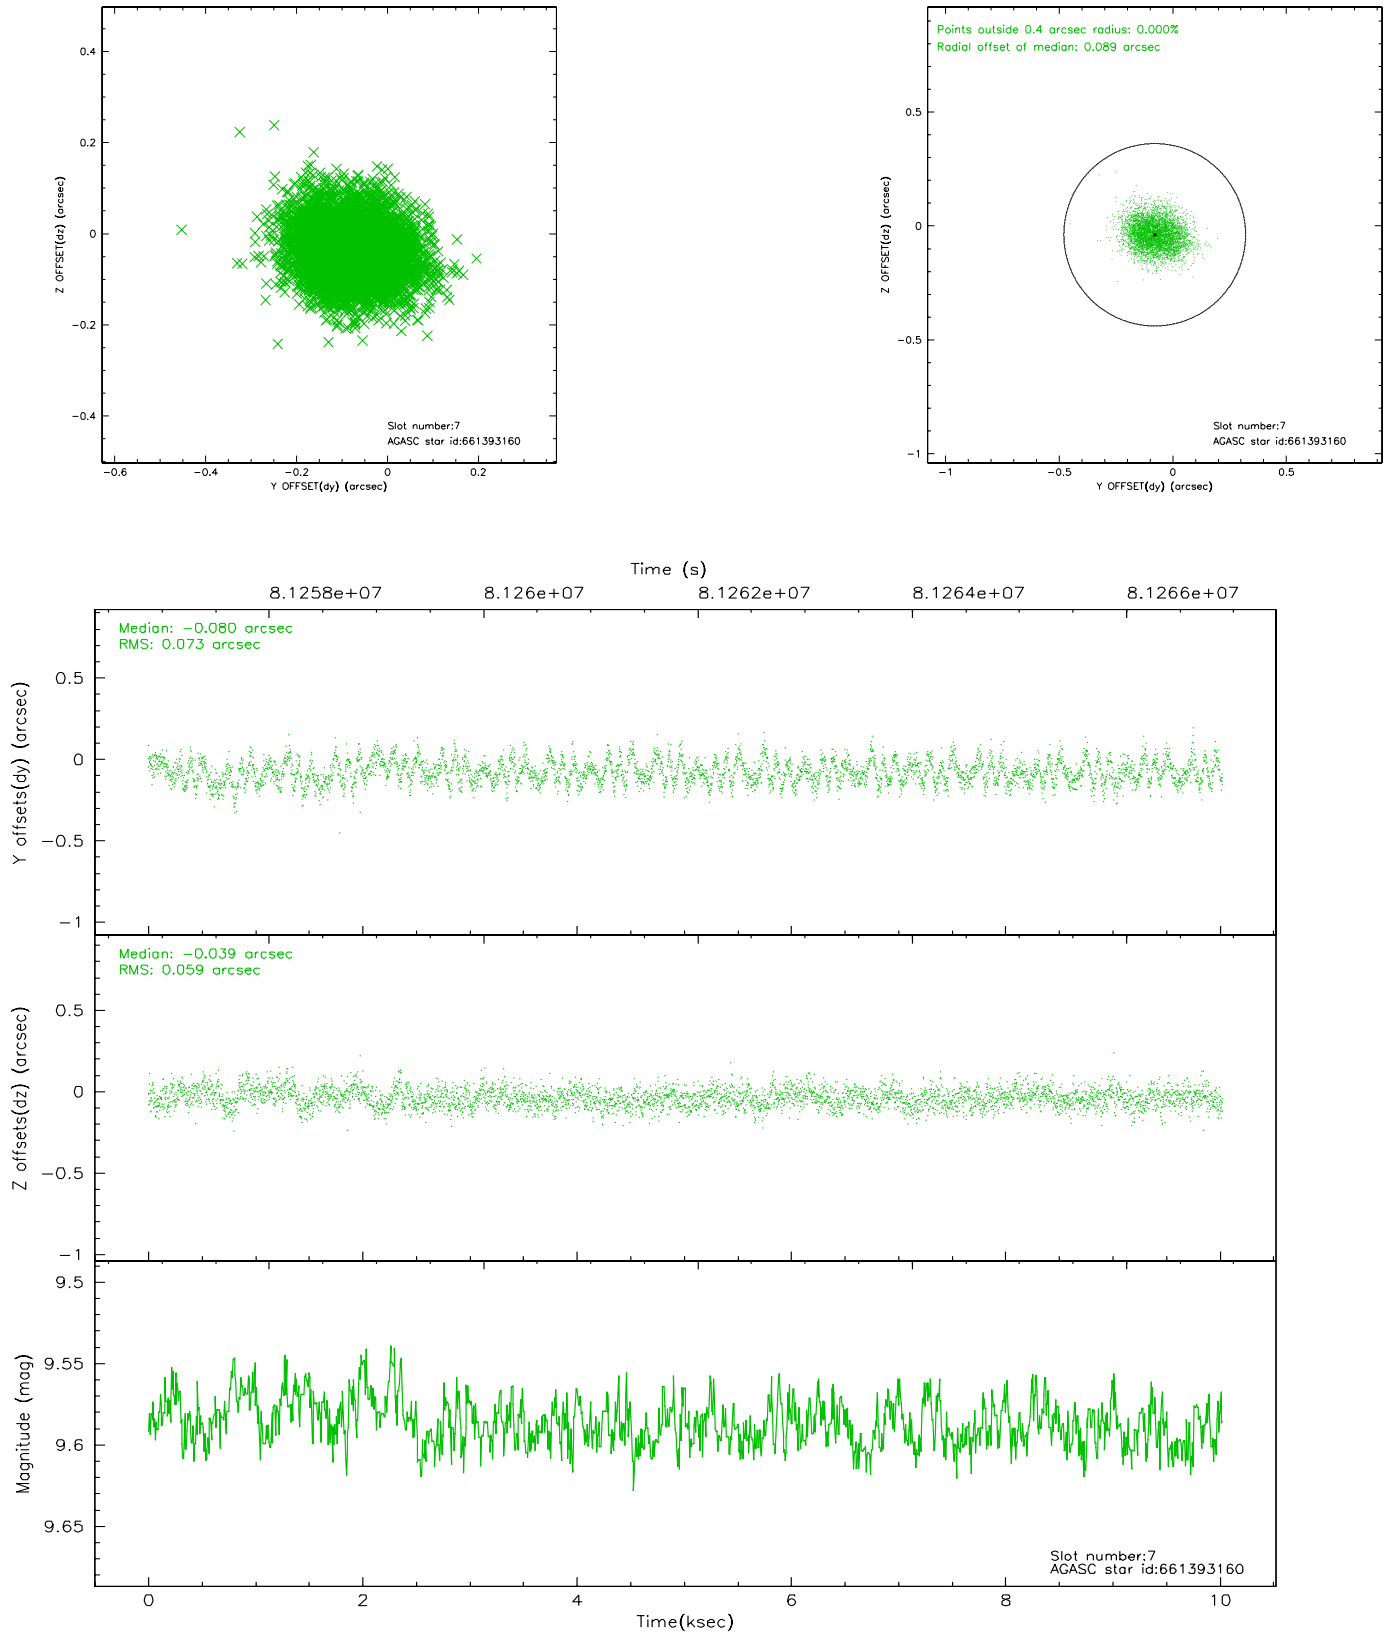 0.4
0.2
0
−0.2
−0.4
Z OFFSET(dz) (arcsec)
Slot number:7
AGASC star id:661393160
−0.6
−0.4
−0.2
0
0.2
Y OFFSET(dy) (arcsec)
Points outside 0.4 arcsec radius: 0.000%
Radial offset of median: 0.089 arcsec
0.5
0
−0.5
−1
Z OFFSET(dz) (arcsec)
Slot number:7
AGASC star id:661393160
−1
−0.5
0
0.5
Y OFFSET(dy) (arcsec)
Time (s)
8.1258e+07
8.126e+07
8.1262e+07
8.1264e+07
8.1266e+07
Median: −0.080 arcsec
RMS: 0.073 arcsec
0.5
0
−0.5
−1
Y offsets(dy) (arcsec)
Median: −0.039 arcsec
RMS: 0.059 arcsec
0.5
0
−0.5
−1
Z offsets(dz) (arcsec)
9.5
9.55
9.6
9.65
Magnitude (mag)
Slot number:7
AGASC star id:661393160
0
2
4
6
8
10
Time(ksec)